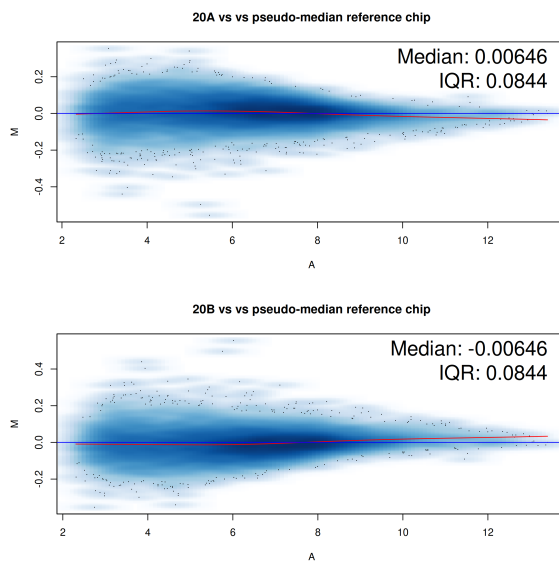 20A vs vs pseudo-median reference chip
Median: 0.00646
IQR: 0.0844
0.2
0.0
-0.2
-0.4
M
2 4 6 8 10 12
A
20B vs vs pseudo-median reference chip
Median: -0.00646
IQR: 0.0844
0.4
0.2
0.0
-0.2
M
2 4 6 8 10 12
A